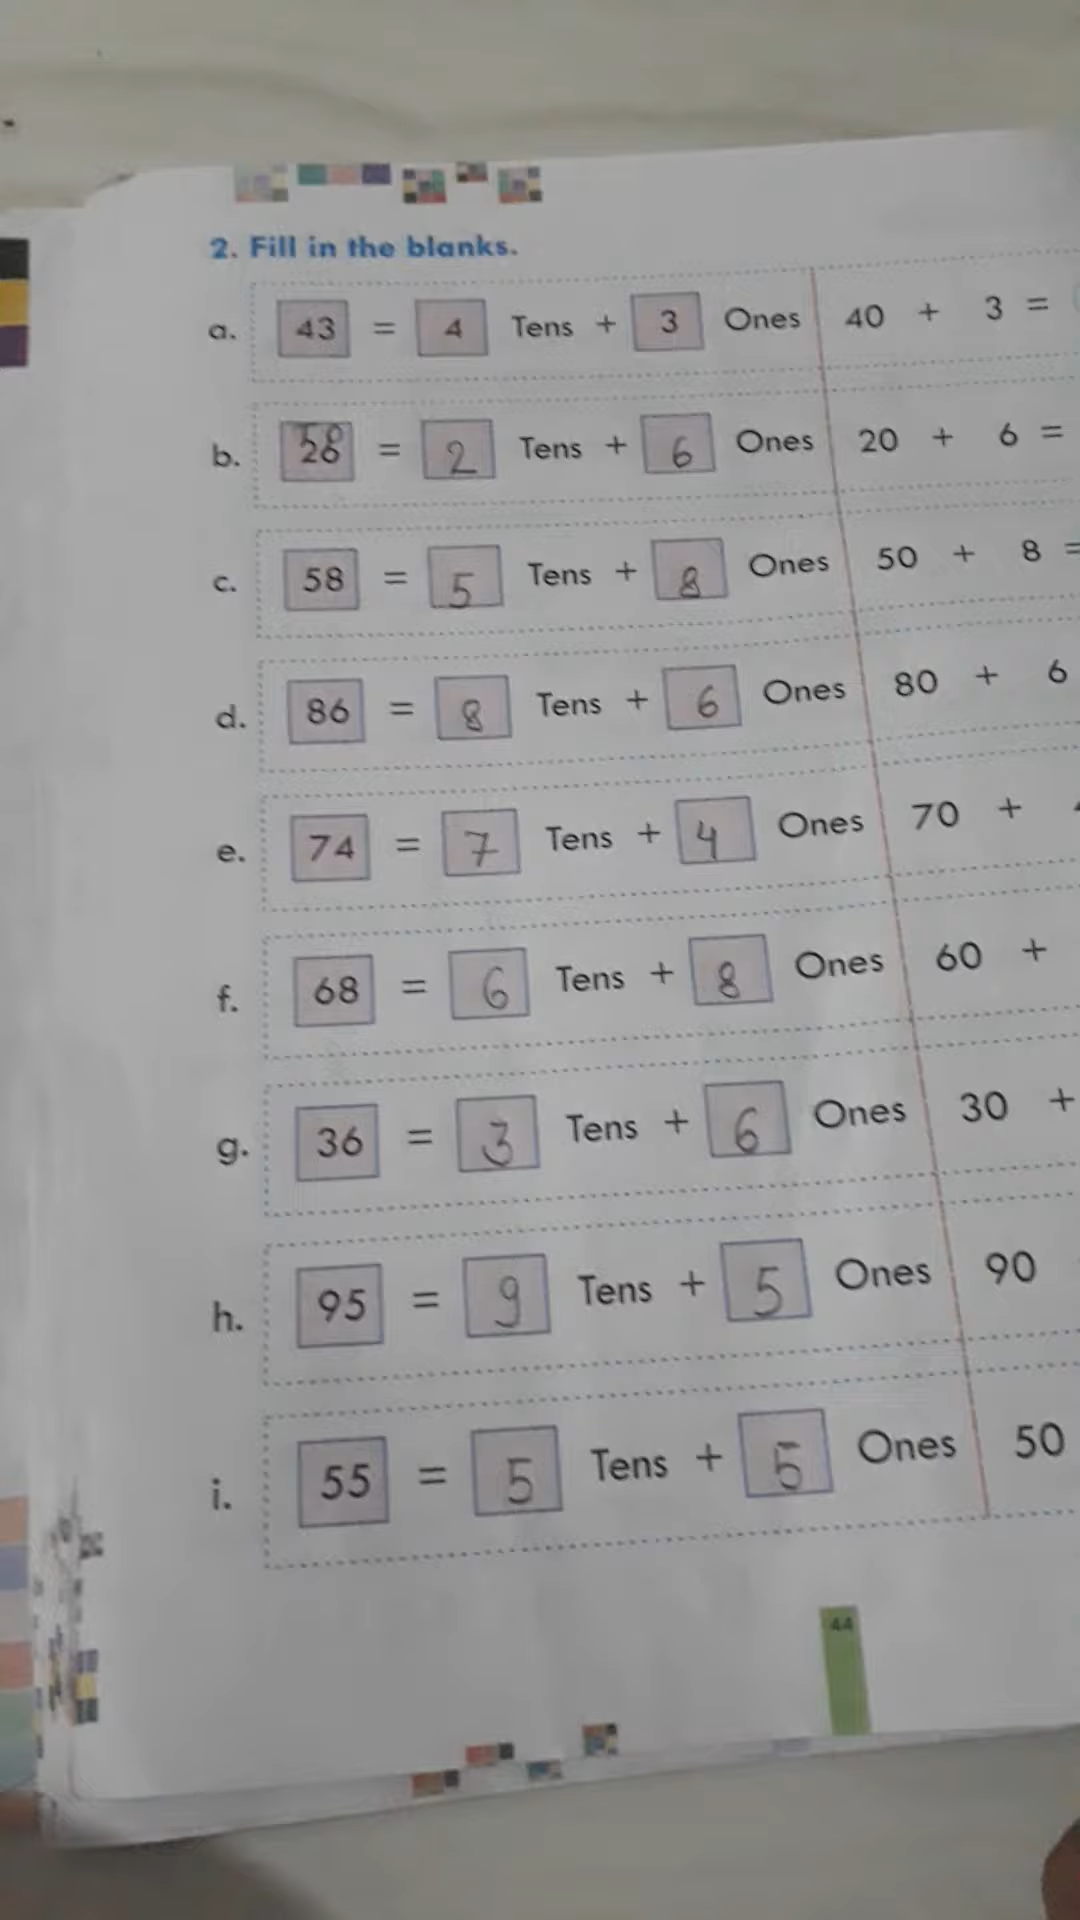 2. Fill in the blanks.
a. 43 = 4 Tens + 3 Ones 40 + 3 =
b. = 2 Tens + 6 Ones 20 + 6 =
c. 58 = 5 Tens + 8 Ones 50 + 8 =
d. 86 = 8 Tens + 6 Ones 80 + 6
e. 74 = 7 Tens + 4 Ones 70 +
f. 68 = 6 Tens + 8 Ones 60 +
g. 36 = 3 Tens + 6 Ones 30 +
h. 95 = 9 Tens + 5 Ones 90
i. 55 = 5 Tens + 5 Ones 50
44